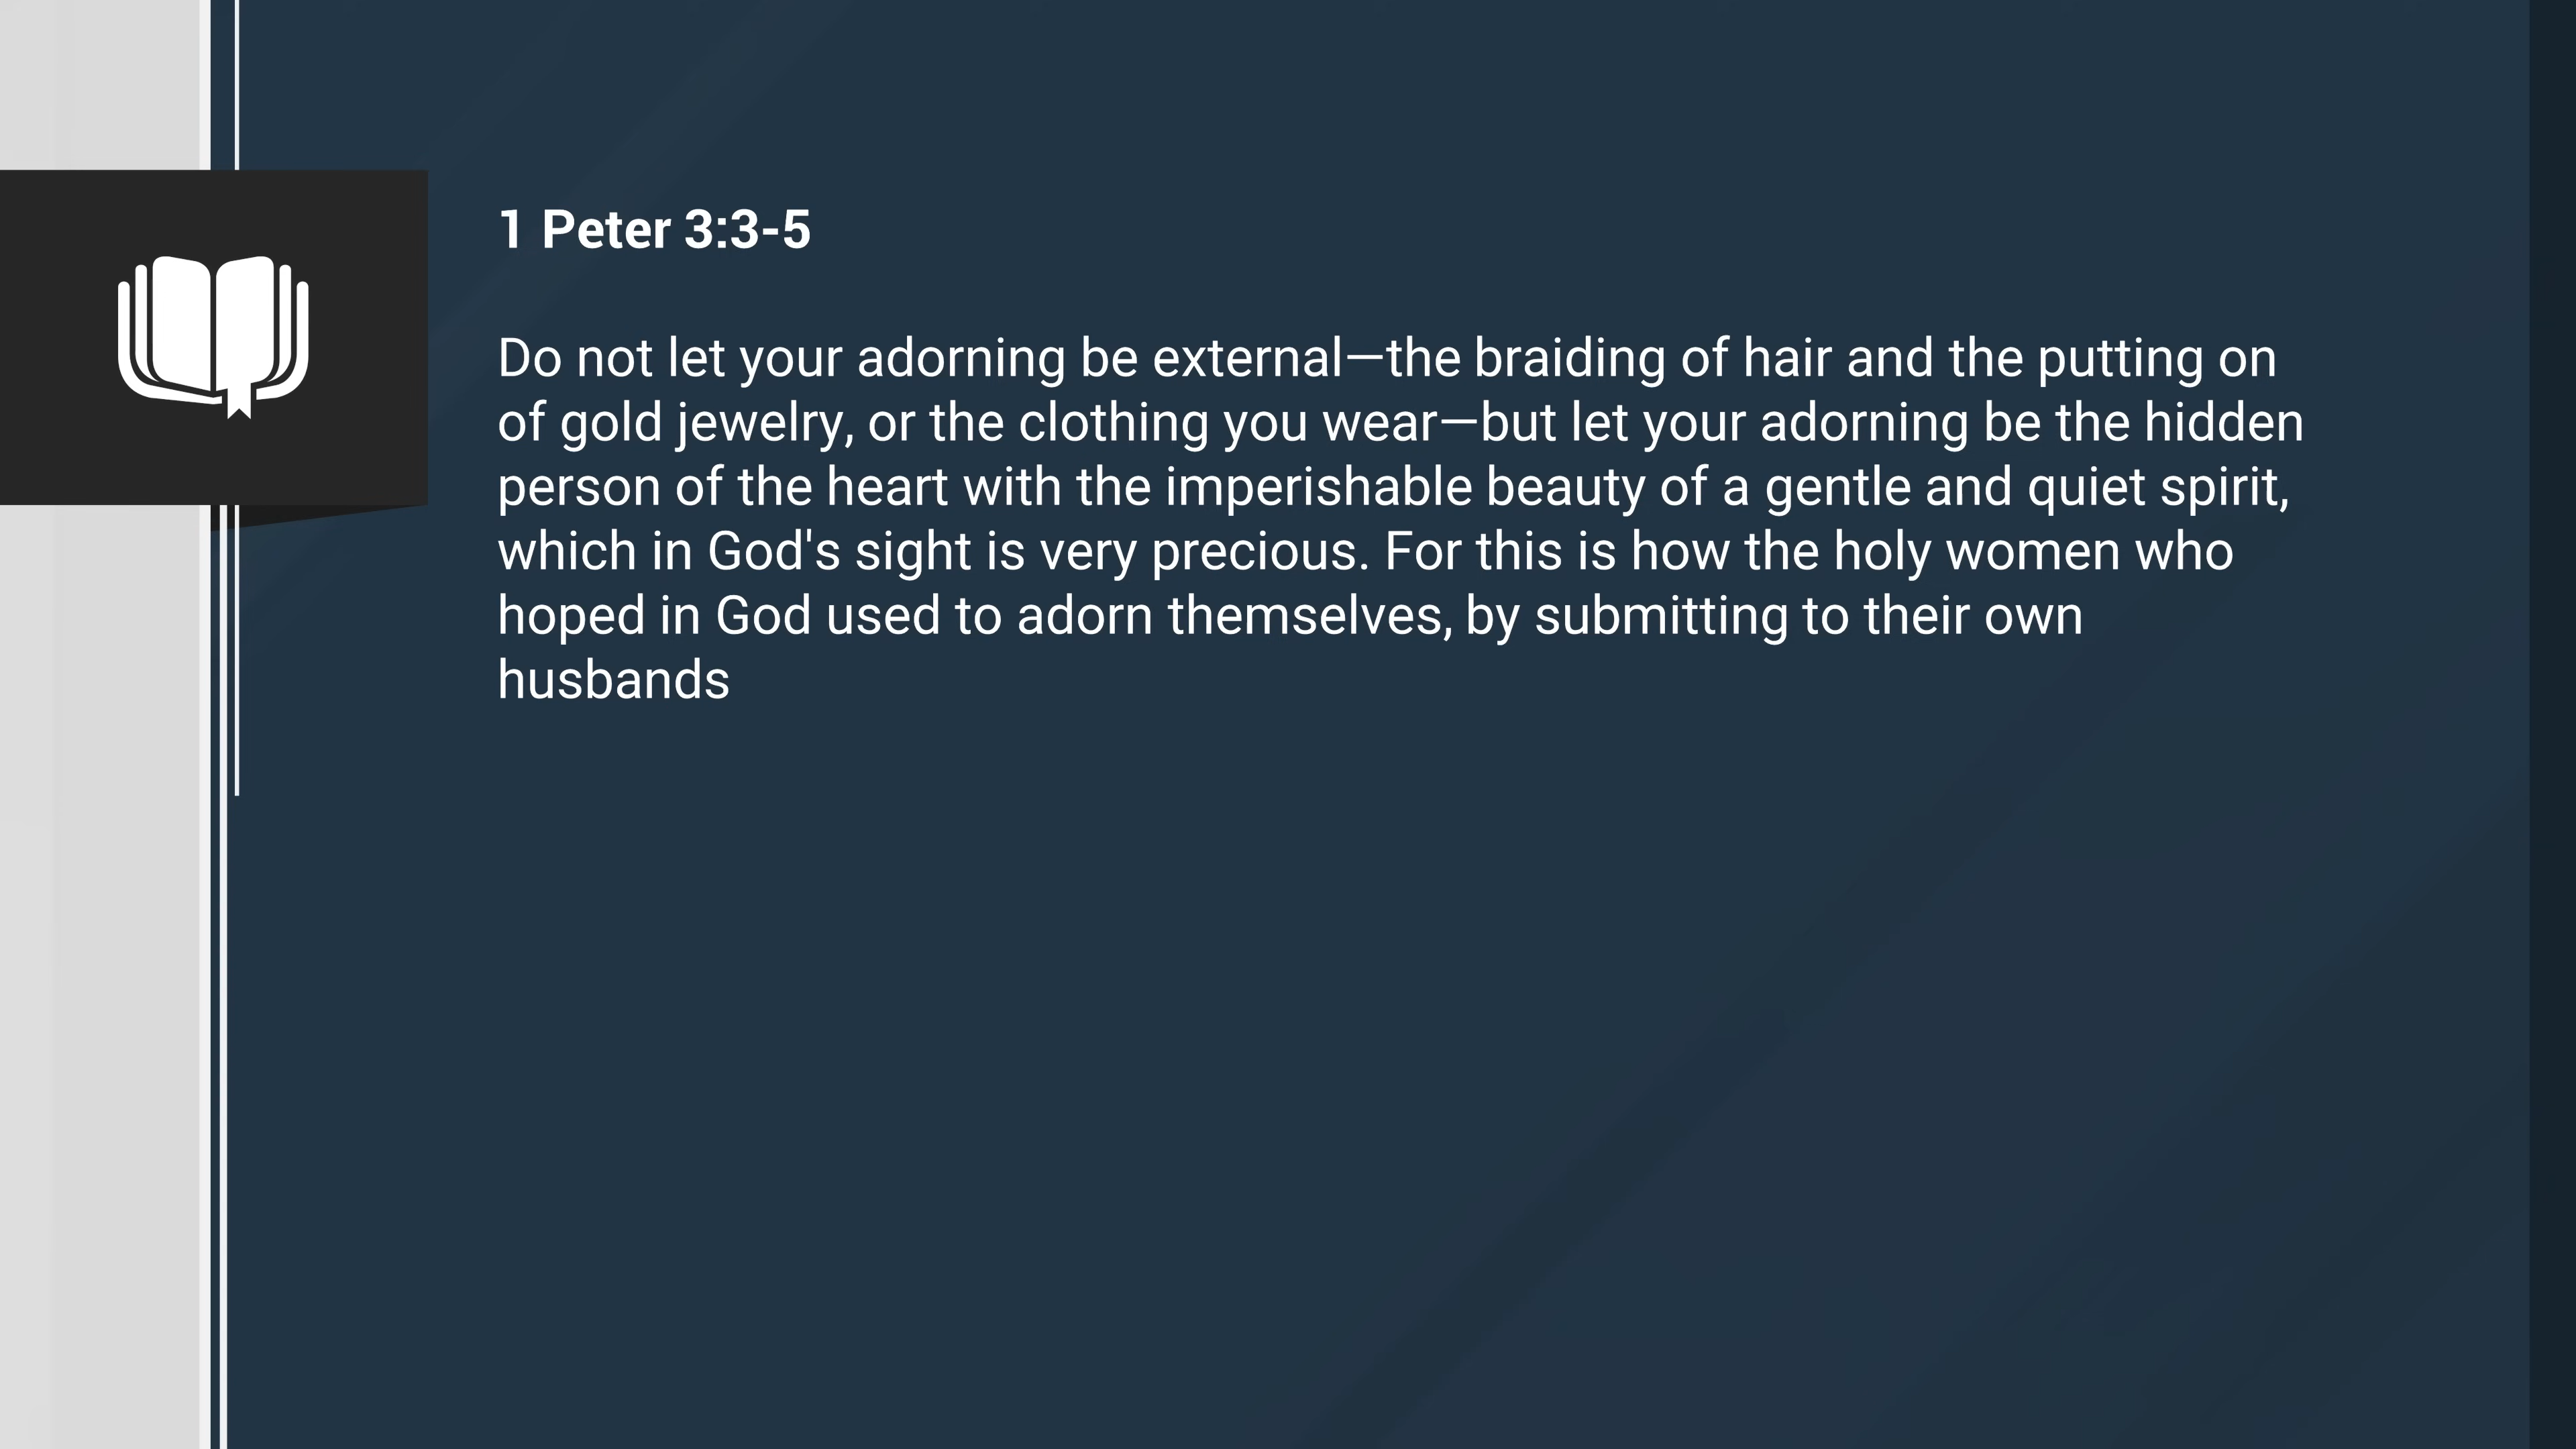 1 Peter 3:3-5
Do not let your adorning be external—the braiding of hair and the putting on
of gold jewelry, or the clothing you wear—but let your adorning be the hidden
person of the heart with the imperishable beauty of a gentle and quiet spirit,
which in God's sight is very precious. For this is how the holy women who
hoped in God used to adorn themselves, by submitting to their own
husbands